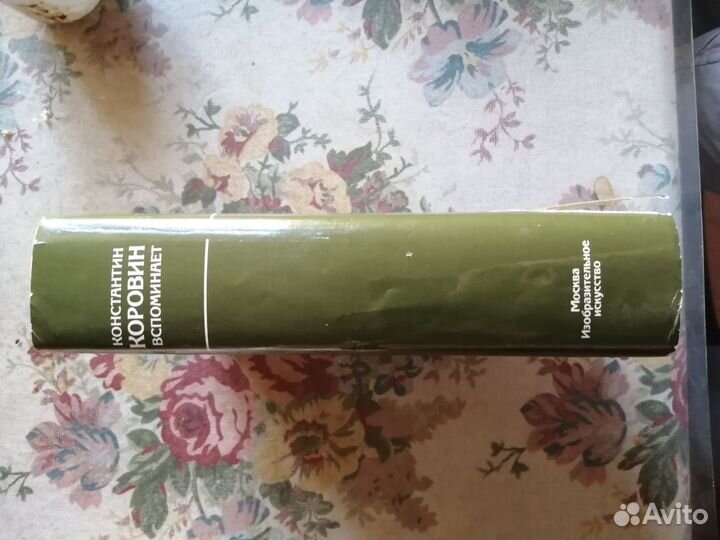 КОНСТАНТИН
КОРОВИН
ВСПОМИНАЕТ
Москва
Изобразительное
искусство
Avito